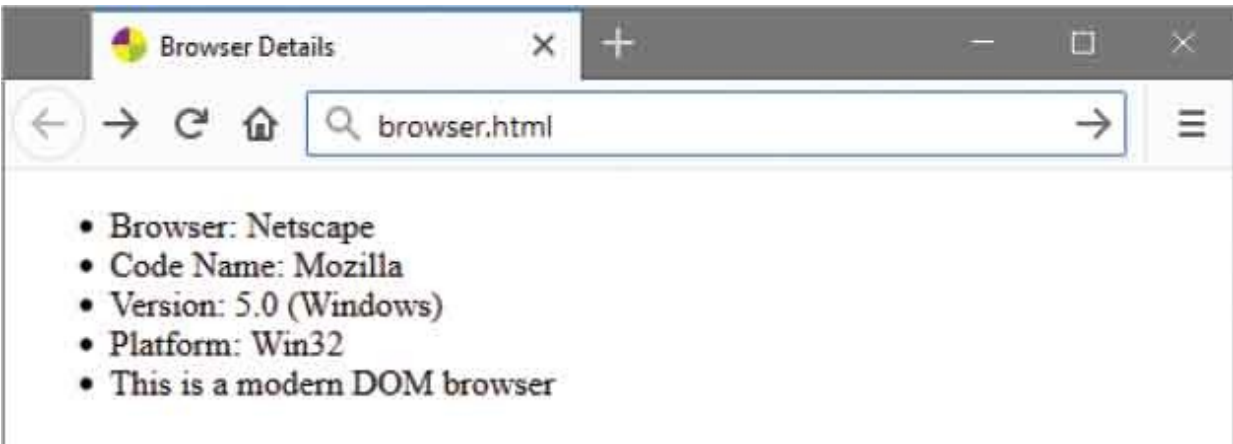 Browser Details
browser.html
• Browser: Netscape
• Code Name: Mozilla
• Version: 5.0 (Windows)
• Platform: Win32
• This is a modern DOM browser